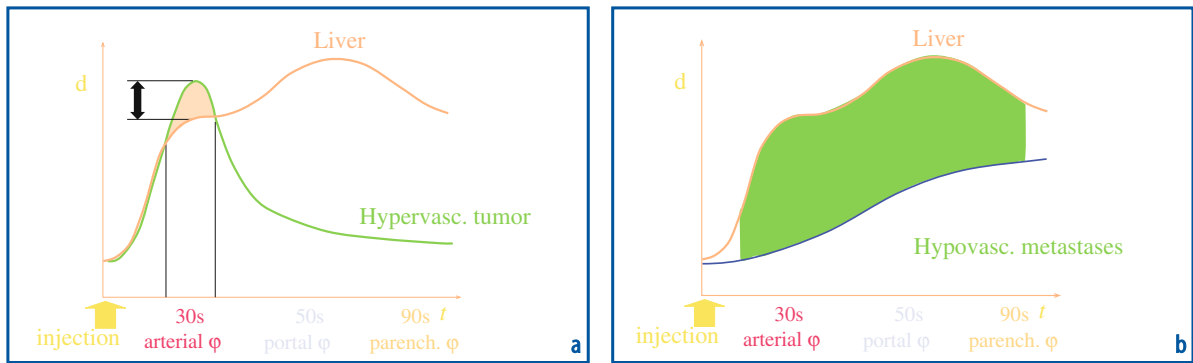 Liver
d
Hypervasc. tumor
injection
30s
arterial φ
50s
portal φ
90s t
parench. φ
a
Liver
d
Hypovasc. metastases
injection
30s
arterial φ
50s
portal φ
90s t
parench. φ
b